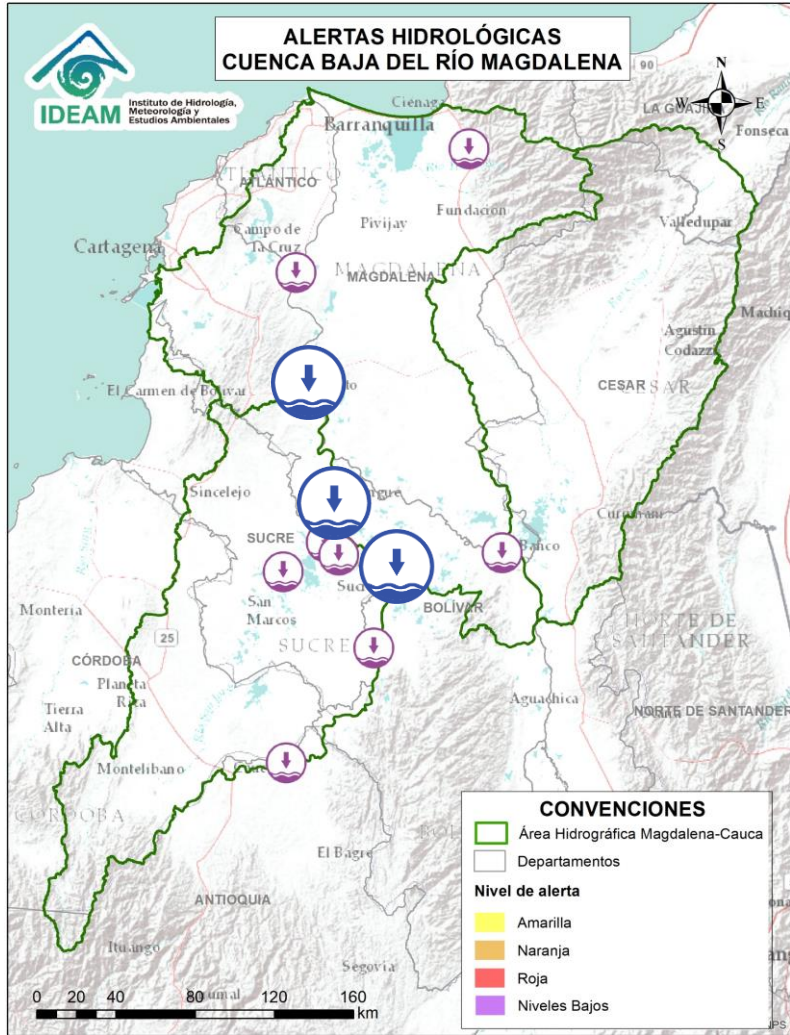 ALERTAS HIDROLÓGICAS
CUENCA BAJA DEL RÍO MAGDALENA
IDEAM
Instituto de Hidrología,
Meteorología y
Estudios Ambientales
90
N
W
E
S
Ciénaga
LA GUAJIRA
Barranquilla
Fonseca
ATLÁNTICO
ATLÁNTICO
Pivijay
Fundación
Valledupar
Campo de
la Cruz
Cartagena
MAGDALENA
MAGDALENA
Agustín
Codazzi
El Carmen de Bolívar
CESAR
CESAR
Sincelejo
SUCRE
Banco
San
Marcos
BOLÍVAR
Montería
SUCRE
NORTE DE
SANTANDER
25
CÓRDOBA
Planeta
Rica
Tierra
Alta
Aguachica
NORTE DE SANTANDER
Montelíbano
CÓRDOBA
El Bagre
ANTIOQUIA
Ituango
Segovia
0 20 40 80 120 160
km
CONVENCIONES
Área Hidrográfica Magdalena-Cauca
Departamentos
Nivel de alerta
Amarilla
Naranja
Roja
Niveles Bajos